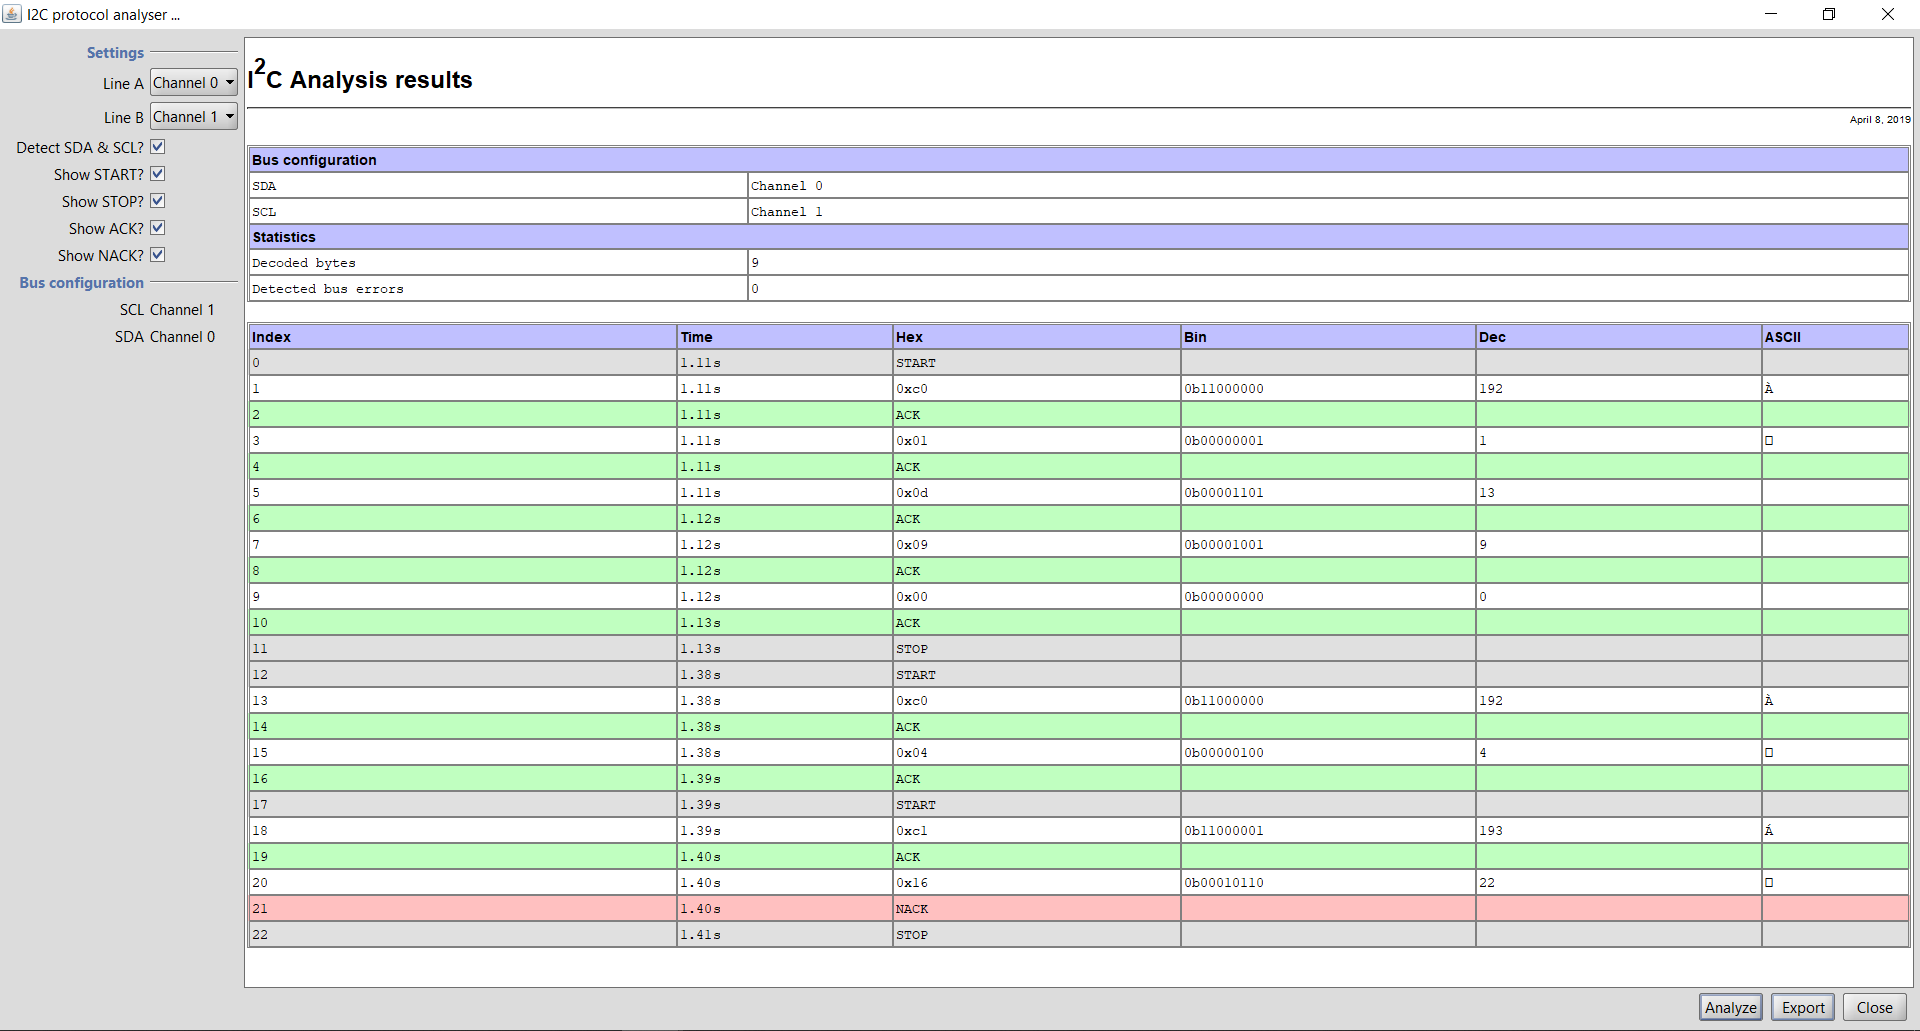 I2C protocol analyser ...
Settings
Line A Channel 0
Line B Channel 1
Detect SDA & SCL?
Show START?
Show STOP?
Show ACK?
Show NACK?
Bus configuration
SCL Channel 1
SDA Channel 0
I2C Analysis results
April 8, 2019
Bus configuration
SDA Channel 0
SCL Channel 1
Statistics
Decoded bytes 9
Detected bus errors 0
Index Time Hex Bin Dec ASCII
0 1.11s START
1 1.11s 0xc0 0b11000000 192 À
2 1.11s ACK
3 1.11s 0x01 0b00000001 1
4 1.11s ACK
5 1.11s 0x0d 0b00001101 13
6 1.12s ACK
7 1.12s 0x09 0b00001001 9
8 1.12s ACK
9 1.12s 0x00 0b00000000 0
10 1.13s ACK
11 1.13s STOP
12 1.38s START
13 1.38s 0xc0 0b11000000 192 À
14 1.38s ACK
15 1.38s 0x04 0b00000100 4
16 1.39s ACK
17 1.39s START
18 1.39s 0xc1 0b11000001 193 Á
19 1.40s ACK
20 1.40s 0x16 0b00010110 22
21 1.40s NACK
22 1.41s STOP
Analyze Export Close